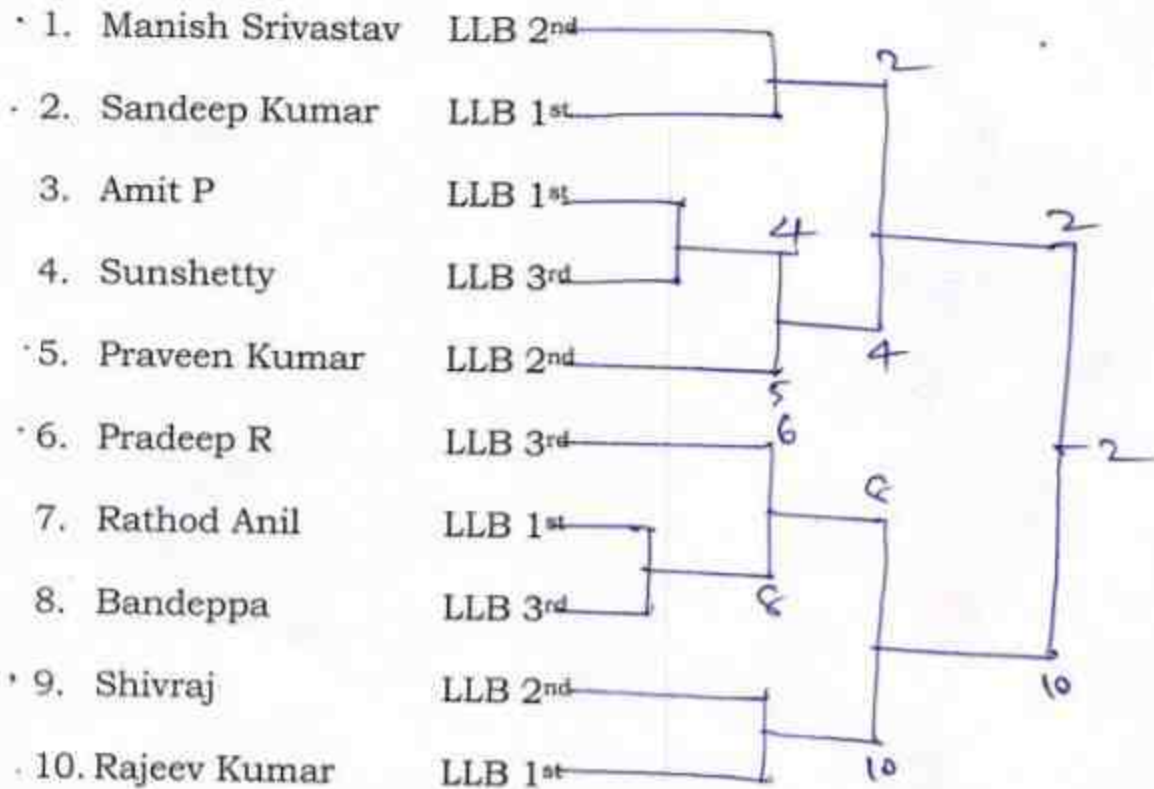 1. Manish Srivastav LLB 2nd
2
2. Sandeep Kumar LLB 1st
3. Amit P LLB 1st
4 2
4. Sunshetty LLB 3rd
4
5. Praveen Kumar LLB 2nd
5
6. Pradeep R LLB 3rd
6 2
7. Rathod Anil LLB 1st
8
8. Bandeppa LLB 3rd
8
9. Shivraj LLB 2nd
10
10. Rajeev Kumar LLB 1st
10